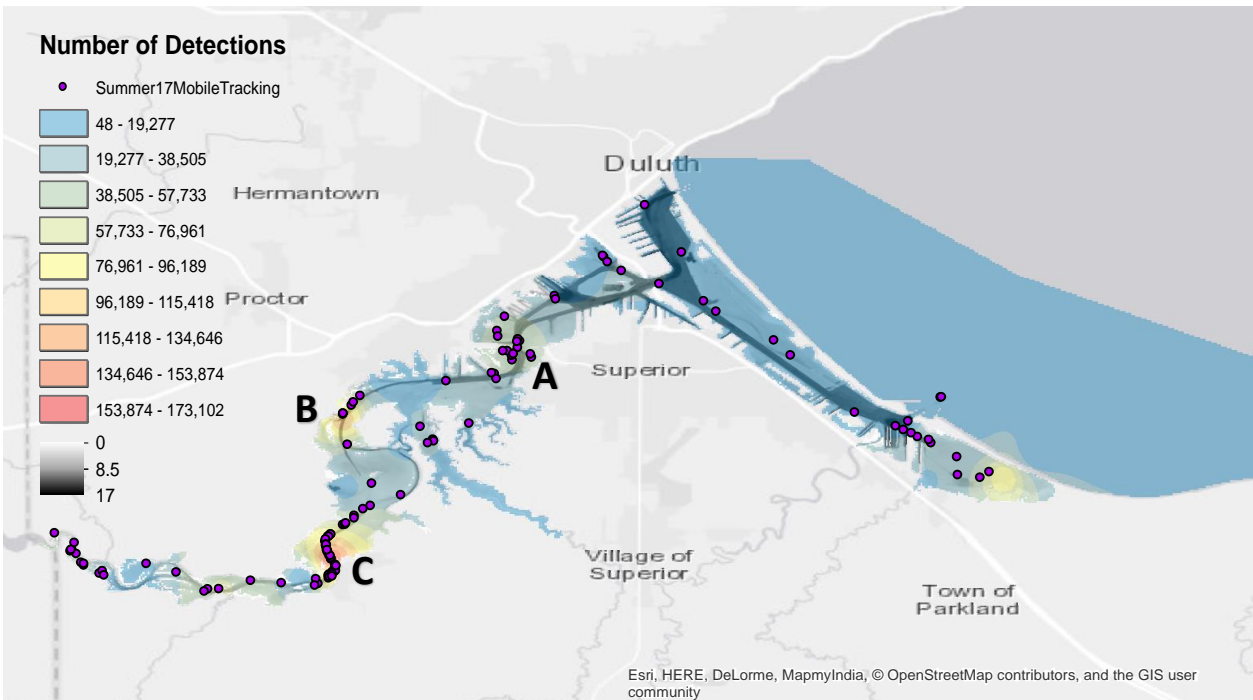 Number of Detections
Summer17MobileTracking
48 - 19,277
19,277 - 38,505
38,505 - 57,733
57,733 - 76,961
76,961 - 96,189
96,189 - 115,418
115,418 - 134,646
134,646 - 153,874
153,874 - 173,102
0
8.5
17
Duluth
Hermantown
Proctor
Superior
A
B
C
Village of
Superior
Town of
Parkland
Esri, HERE, DeLorme, MapmyIndia, © OpenStreetMap contributors, and the GIS user
community